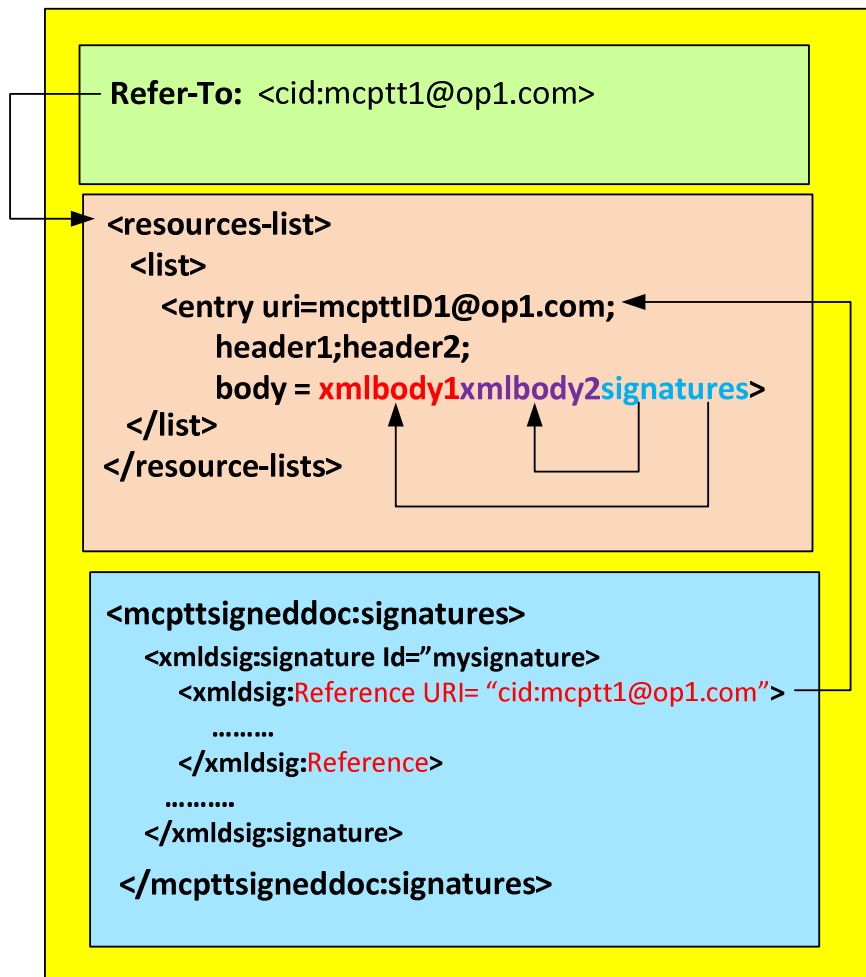 Refer-To: <cid:mcptt1@op1.com>
<resources-list>
<list>
<entry uri=mcpttID1@op1.com;
header1;header2;
body = xmlbody1xmlbody2signatures>
</list>
</resource-lists>
<mcpttsigneddoc:signatures>
<xmldsig:signature Id=”mysignature>
<xmldsig:Reference URI= “cid:mcptt1@op1.com”>
………
</xmldsig:Reference>
……….
</xmldsig:signature>
</mcpttsigneddoc:signatures>